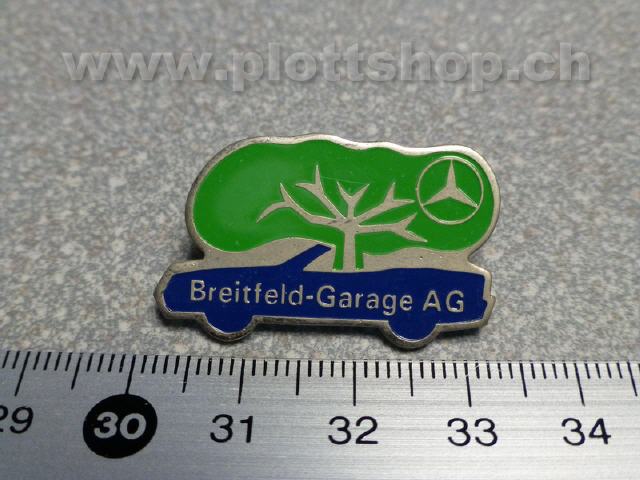 www.plottshop.ch
Breitfeld-Garage AG
29 30 31 32 33 34